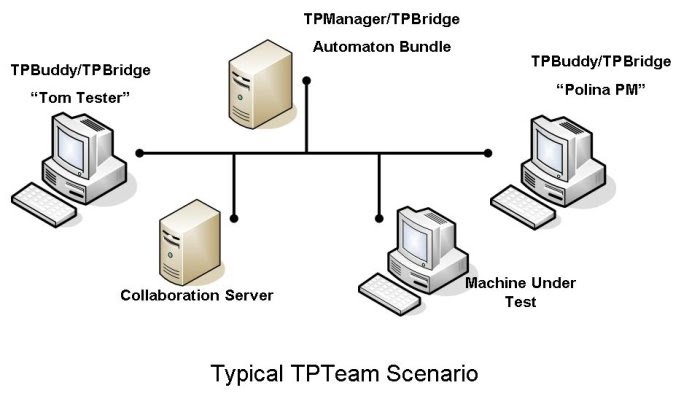 TPManager/TPBridge
Automaton Bundle
TPBuddy/TPBridge
“Tom Tester”
TPBuddy/TPBridge
“Polina PM”
Collaboration Server
Machine Under
Test
Typical TPTeam Scenario